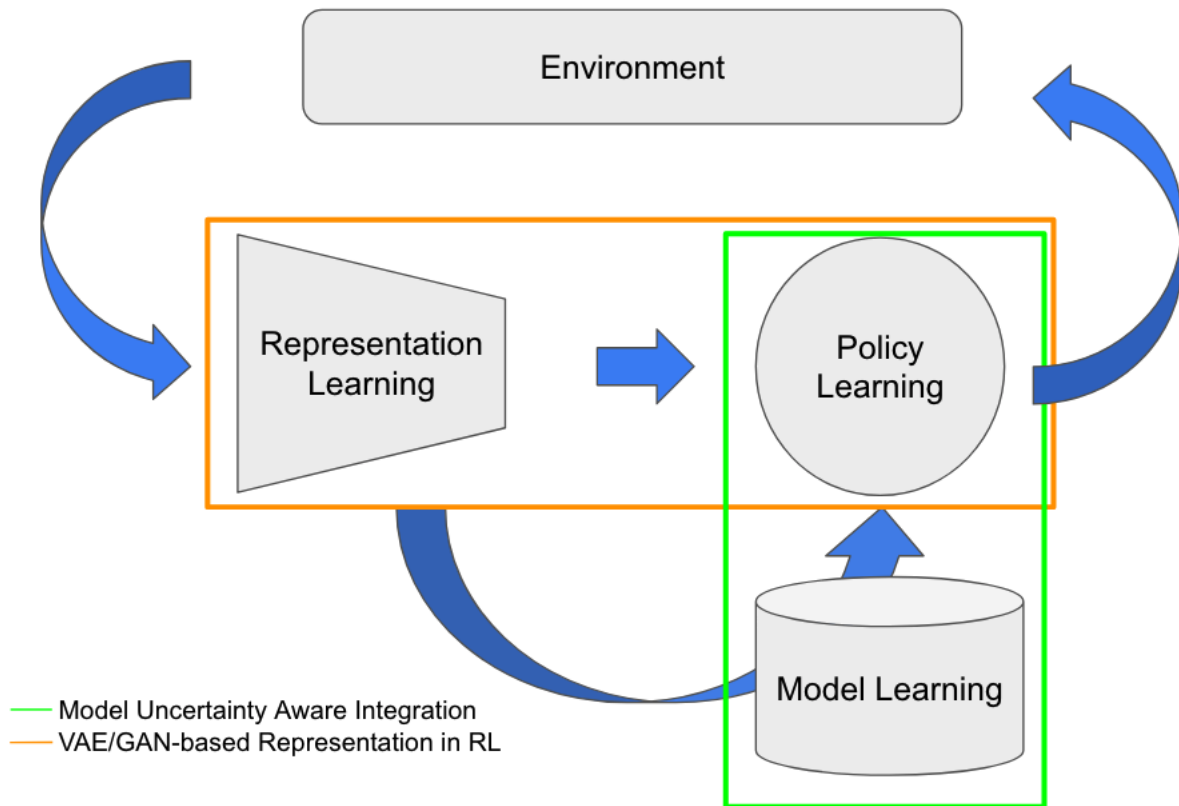 Environment
Representation
Learning
Policy
Learning
Model Learning
Model Uncertainty Aware Integration
VAE/GAN-based Representation in RL